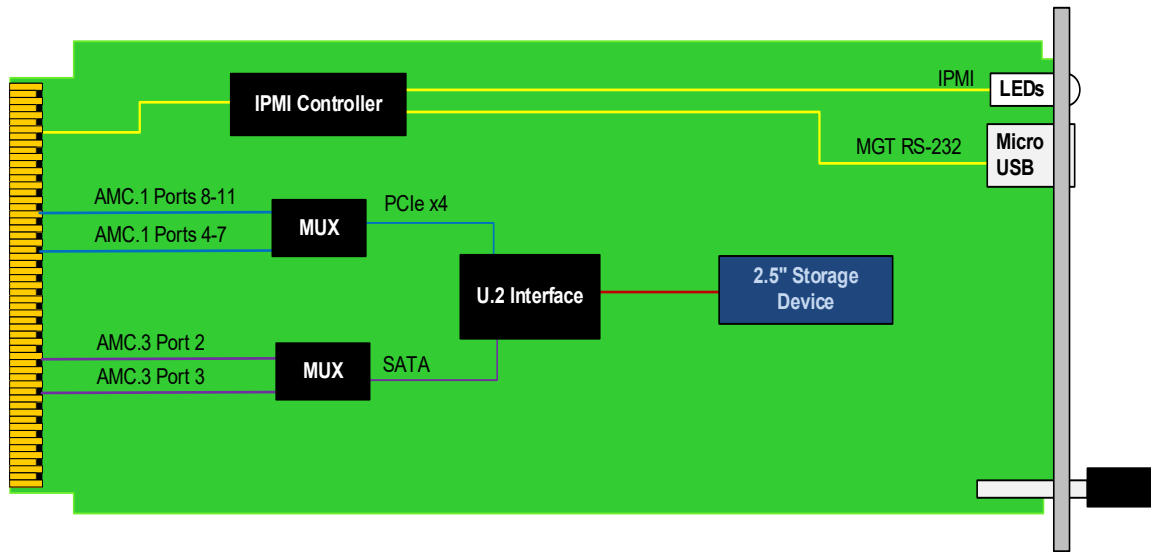 IPMI
LEDs
IPMI Controller
MGT RS-232
Micro
USB
AMC.1 Ports 8-11
PCIe x4
MUX
AMC.1 Ports 4-7
U.2 Interface
2.5" Storage
Device
AMC.3 Port 2
SATA
MUX
AMC.3 Port 3